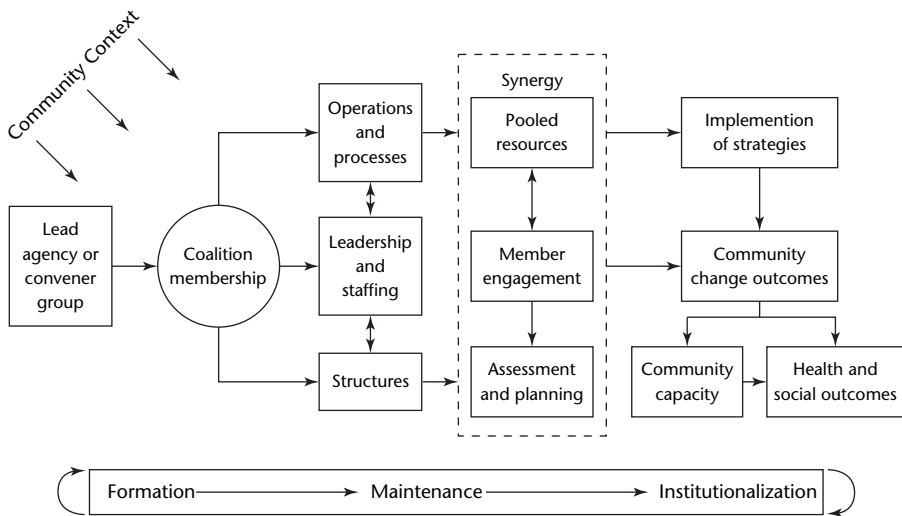 Community Context
Synergy
Lead
agency or
convener
group
Coalition
membership
Operations
and
processes
Leadership
and
staffing
Structures
Pooled
resources
Member
engagement
Assessment
and planning
Implemention
of strategies
Community
change outcomes
Community
capacity
Health and
social outcomes
Formation
Maintenance
Institutionalization